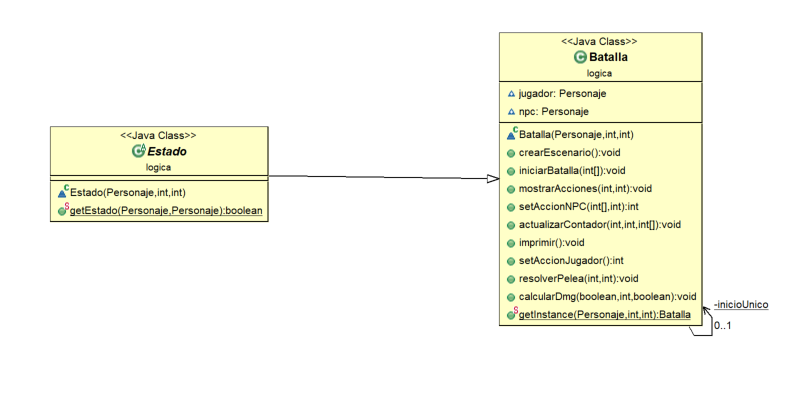 <<Java Class>>
Estado
logica
Estado(Personaje,int,int)
getEstado(Personaje,Personaje):boolean
<<Java Class>>
Batalla
logica
jugador: Personaje
npc: Personaje
Batalla(Personaje,int,int)
crearEscenario():void
iniciarBatalla(int[]):void
mostrarAcciones(int,int):void
setAccionNPC(int[],int):int
actualizarContador(int,int,int[]):void
imprimir():void
setAccionJugador():int
resolverPelea(int,int):void
calcularDmg(boolean,int,boolean):void
getInstance(Personaje,int,int):Batalla
-inicioUnico
0..1